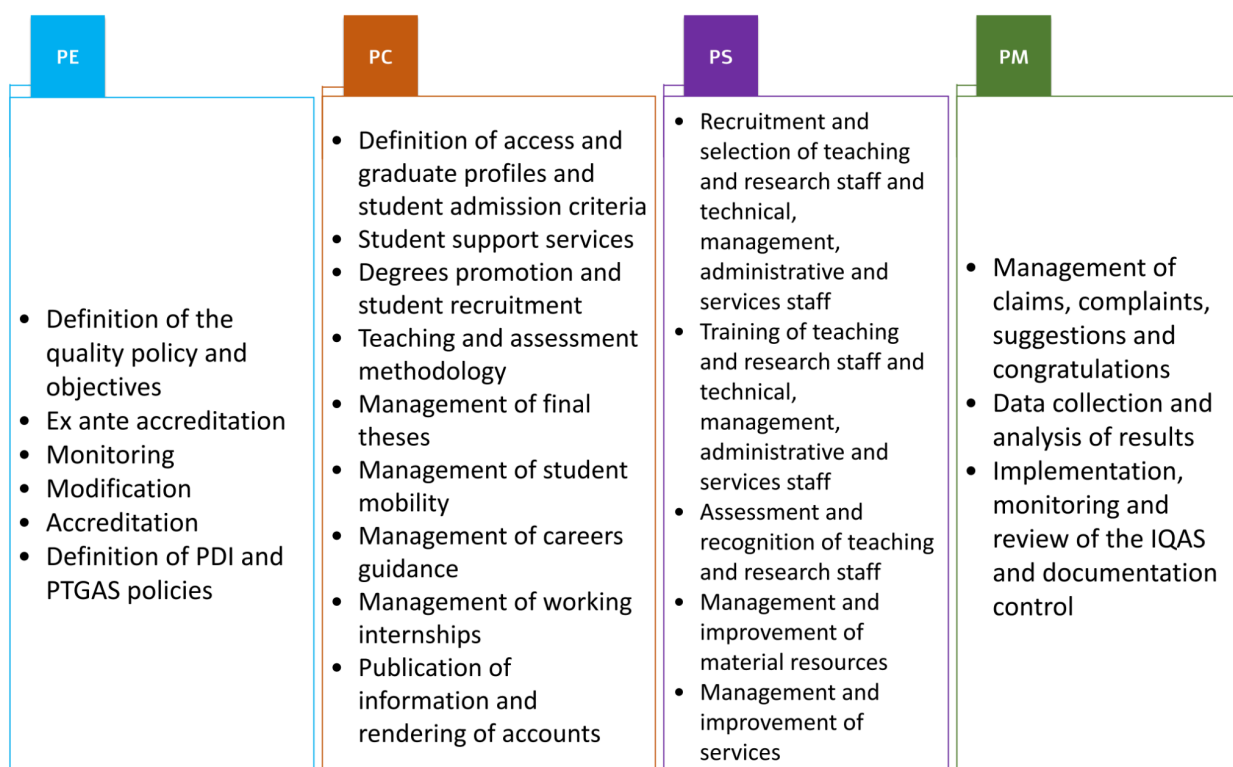 PE
• Definition of the
quality policy and
objectives
• Ex ante accreditation
• Monitoring
• Modification
• Accreditation
• Definition of PDI and
PTGAS policies
PC
• Definition of access and
graduate profiles and
student admission criteria
• Student support services
• Degrees promotion and
student recruitment
• Teaching and assessment
methodology
• Management of final
theses
• Management of student
mobility
• Management of careers
guidance
• Management of working
internships
• Publication of
information and
rendering of accounts
PS
• Recruitment and
selection of teaching
and research staff and
technical,
management,
administrative and
services staff
• Training of teaching
and research staff and
technical,
management,
administrative and
services staff
• Assessment and
recognition of teaching
and research staff
• Management and
improvement of
material resources
• Management and
improvement of
services
PM
• Management of
claims, complaints,
suggestions and
congratulations
• Data collection and
analysis of results
• Implementation,
monitoring and
review of the IQAS
and documentation
control